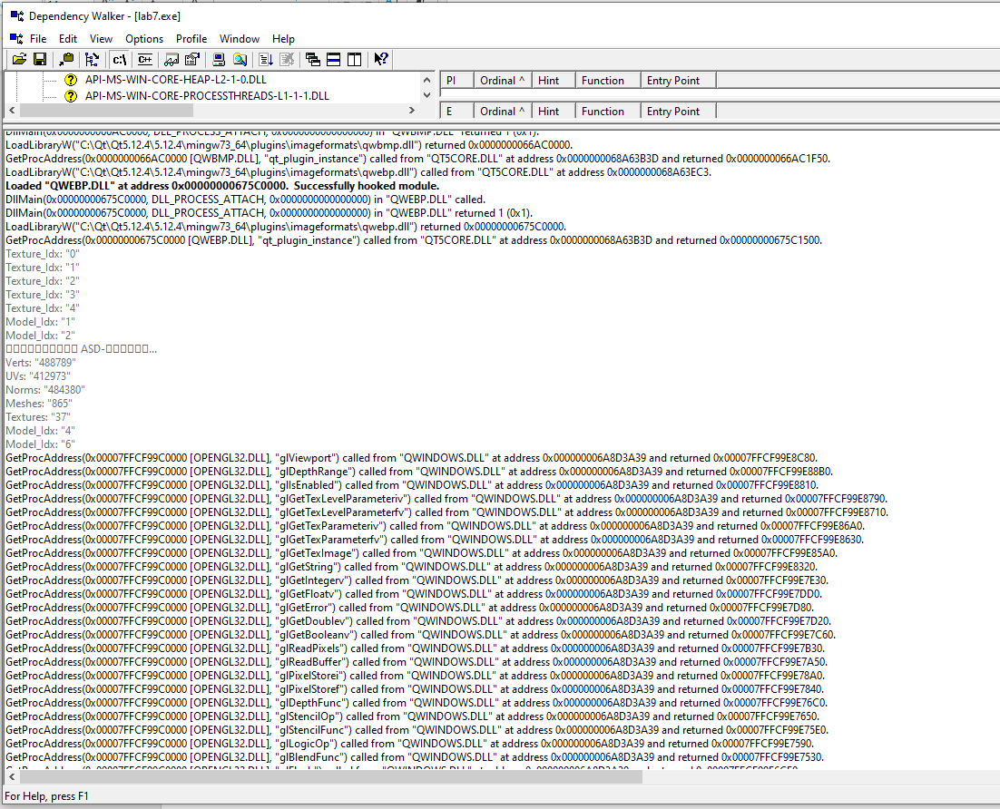 Dependency Walker - [lab7.exe]
File Edit View Options Profile Window Help
c:\ C++
API-MS-WIN-CORE-HEAP-L2-1-0.DLL
API-MS-WIN-CORE-PROCESSTHREADS-L1-1-1.DLL
PI Ordinal ^ Hint Function Entry Point
E Ordinal ^ Hint Function Entry Point
DllMain(0x0000000066AC0000, DLL_PROCESS_ATTACH, 0x0000000000000000) in "QWBMP.DLL" returned 1 (0x1).
LoadLibraryW("C:\Qt\Qt5.12.4\5.12.4\mingw73_64\plugins\imageformats\qwbmp.dll") returned 0x0000000066AC0000.
GetProcAddress(0x0000000066AC0000 [QWBMP.DLL], "qt_plugin_instance") called from "QT5CORE.DLL" at address 0x0000000068A63B3D and returned 0x0000000066AC1F50.
LoadLibraryW("C:\Qt\Qt5.12.4\5.12.4\mingw73_64\plugins\imageformats\qwebp.dll") called from "QT5CORE.DLL" at address 0x0000000068A63EC3.
Loaded "QWEBP.DLL" at address 0x00000000675C0000.  Successfully hooked module.
DllMain(0x00000000675C0000, DLL_PROCESS_ATTACH, 0x0000000000000000) in "QWEBP.DLL" called.
DllMain(0x00000000675C0000, DLL_PROCESS_ATTACH, 0x0000000000000000) in "QWEBP.DLL" returned 1 (0x1).
LoadLibraryW("C:\Qt\Qt5.12.4\5.12.4\mingw73_64\plugins\imageformats\qwebp.dll") returned 0x00000000675C0000.
GetProcAddress(0x00000000675C0000 [QWEBP.DLL], "qt_plugin_instance") called from "QT5CORE.DLL" at address 0x0000000068A63B3D and returned 0x00000000675C1500.
Texture_Idx: "0"
Texture_Idx: "1"
Texture_Idx: "2"
Texture_Idx: "3"
Texture_Idx: "4"
Model_Idx: "1"
Model_Idx: "2"
ASD-...
Verts: "488789"
UVs: "412973"
Norms: "484380"
Meshes: "865"
Textures: "37"
Model_Idx: "4"
Model_Idx: "6"
GetProcAddress(0x00007FFCF99C0000 [OPENGL32.DLL], "glViewport") called from "QWINDOWS.DLL" at address 0x000000006A8D3A39 and returned 0x00007FFCF99E8C80.
GetProcAddress(0x00007FFCF99C0000 [OPENGL32.DLL], "glDepthRange") called from "QWINDOWS.DLL" at address 0x000000006A8D3A39 and returned 0x00007FFCF99E88B0.
GetProcAddress(0x00007FFCF99C0000 [OPENGL32.DLL], "glIsEnabled") called from "QWINDOWS.DLL" at address 0x000000006A8D3A39 and returned 0x00007FFCF99E8810.
GetProcAddress(0x00007FFCF99C0000 [OPENGL32.DLL], "glGetTexLevelParameteriv") called from "QWINDOWS.DLL" at address 0x000000006A8D3A39 and returned 0x00007FFCF99E8790.
GetProcAddress(0x00007FFCF99C0000 [OPENGL32.DLL], "glGetTexLevelParameterfv") called from "QWINDOWS.DLL" at address 0x000000006A8D3A39 and returned 0x00007FFCF99E8710.
GetProcAddress(0x00007FFCF99C0000 [OPENGL32.DLL], "glGetTexParameteriv") called from "QWINDOWS.DLL" at address 0x000000006A8D3A39 and returned 0x00007FFCF99E86A0.
GetProcAddress(0x00007FFCF99C0000 [OPENGL32.DLL], "glGetTexParameterfv") called from "QWINDOWS.DLL" at address 0x000000006A8D3A39 and returned 0x00007FFCF99E8630.
GetProcAddress(0x00007FFCF99C0000 [OPENGL32.DLL], "glGetTexImage") called from "QWINDOWS.DLL" at address 0x000000006A8D3A39 and returned 0x00007FFCF99E85A0.
GetProcAddress(0x00007FFCF99C0000 [OPENGL32.DLL], "glGetString") called from "QWINDOWS.DLL" at address 0x000000006A8D3A39 and returned 0x00007FFCF99E8320.
GetProcAddress(0x00007FFCF99C0000 [OPENGL32.DLL], "glGetIntegerv") called from "QWINDOWS.DLL" at address 0x000000006A8D3A39 and returned 0x00007FFCF99E7E30.
GetProcAddress(0x00007FFCF99C0000 [OPENGL32.DLL], "glGetFloatv") called from "QWINDOWS.DLL" at address 0x000000006A8D3A39 and returned 0x00007FFCF99E7DD0.
GetProcAddress(0x00007FFCF99C0000 [OPENGL32.DLL], "glGetError") called from "QWINDOWS.DLL" at address 0x000000006A8D3A39 and returned 0x00007FFCF99E7D80.
GetProcAddress(0x00007FFCF99C0000 [OPENGL32.DLL], "glGetDoublev") called from "QWINDOWS.DLL" at address 0x000000006A8D3A39 and returned 0x00007FFCF99E7D20.
GetProcAddress(0x00007FFCF99C0000 [OPENGL32.DLL], "glGetBooleanv") called from "QWINDOWS.DLL" at address 0x000000006A8D3A39 and returned 0x00007FFCF99E7C60.
GetProcAddress(0x00007FFCF99C0000 [OPENGL32.DLL], "glReadPixels") called from "QWINDOWS.DLL" at address 0x000000006A8D3A39 and returned 0x00007FFCF99E7B30.
GetProcAddress(0x00007FFCF99C0000 [OPENGL32.DLL], "glReadBuffer") called from "QWINDOWS.DLL" at address 0x000000006A8D3A39 and returned 0x00007FFCF99E7A50.
GetProcAddress(0x00007FFCF99C0000 [OPENGL32.DLL], "glPixelStorei") called from "QWINDOWS.DLL" at address 0x000000006A8D3A39 and returned 0x00007FFCF99E78A0.
GetProcAddress(0x00007FFCF99C0000 [OPENGL32.DLL], "glPixelStoref") called from "QWINDOWS.DLL" at address 0x000000006A8D3A39 and returned 0x00007FFCF99E7840.
GetProcAddress(0x00007FFCF99C0000 [OPENGL32.DLL], "glDepthFunc") called from "QWINDOWS.DLL" at address 0x000000006A8D3A39 and returned 0x00007FFCF99E76C0.
GetProcAddress(0x00007FFCF99C0000 [OPENGL32.DLL], "glStencilOp") called from "QWINDOWS.DLL" at address 0x000000006A8D3A39 and returned 0x00007FFCF99E7650.
GetProcAddress(0x00007FFCF99C0000 [OPENGL32.DLL], "glStencilFunc") called from "QWINDOWS.DLL" at address 0x000000006A8D3A39 and returned 0x00007FFCF99E75E0.
GetProcAddress(0x00007FFCF99C0000 [OPENGL32.DLL], "glLogicOp") called from "QWINDOWS.DLL" at address 0x000000006A8D3A39 and returned 0x00007FFCF99E7590.
GetProcAddress(0x00007FFCF99C0000 [OPENGL32.DLL], "glBlendFunc") called from "QWINDOWS.DLL" at address 0x000000006A8D3A39 and returned 0x00007FFCF99E7530.
For Help, press F1